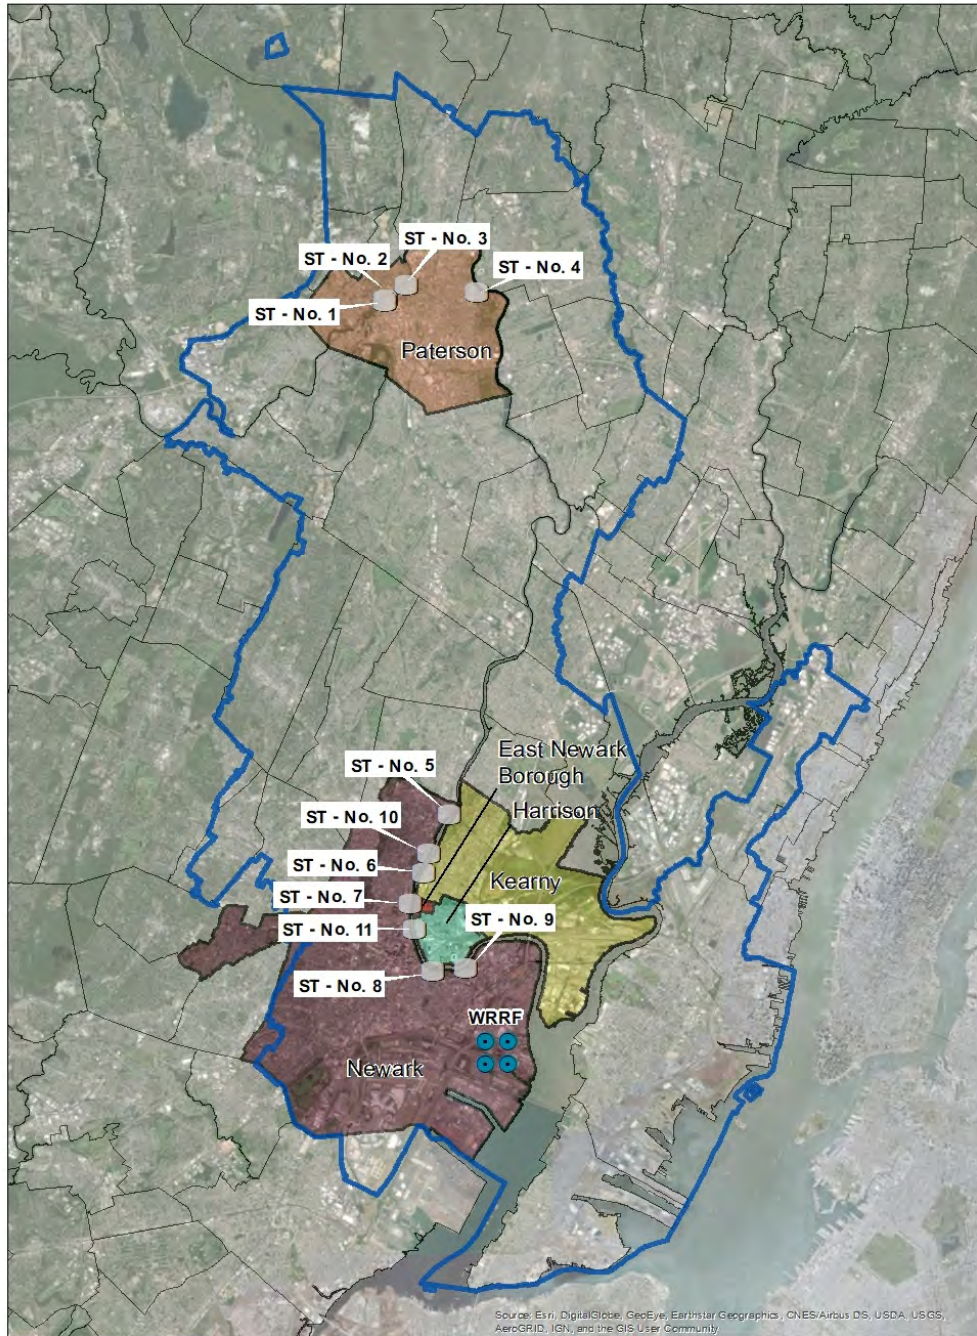 ST - No. 3
ST - No. 2
ST - No. 4
ST - No. 1
Paterson
East Newark
Borough
ST - No. 5
Harrison
ST - No. 10
ST - No. 6
Kearny
ST - No. 7
ST - No. 9
ST - No. 11
ST - No. 8
WRRF
Newark
Source: Esri, DigitalGlobe, GeoEye, Earthstar Geographics, CNES/Airbus DS, USDA, USGS,
AeroGRID, IGN, and the GIS User Community